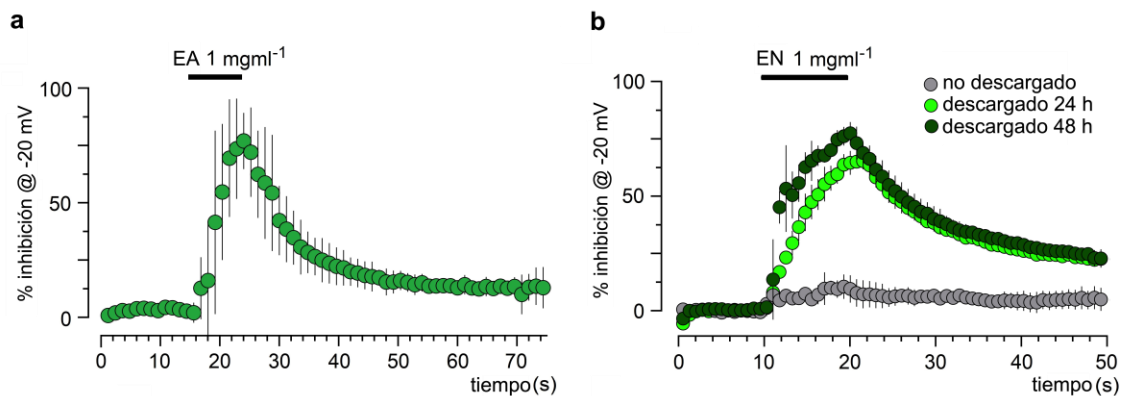 a
EA 1 mgml-1
100
50
0
% inhibición @ -20 mV
0 10 20 30 40 50 60 70
tiempo (s)
b
EN 1 mgml-1
no descargado
descargado 24 h
descargado 48 h
100
50
0
% inhibición @ -20 mV
0 10 20 30 40 50
tiempo (s)